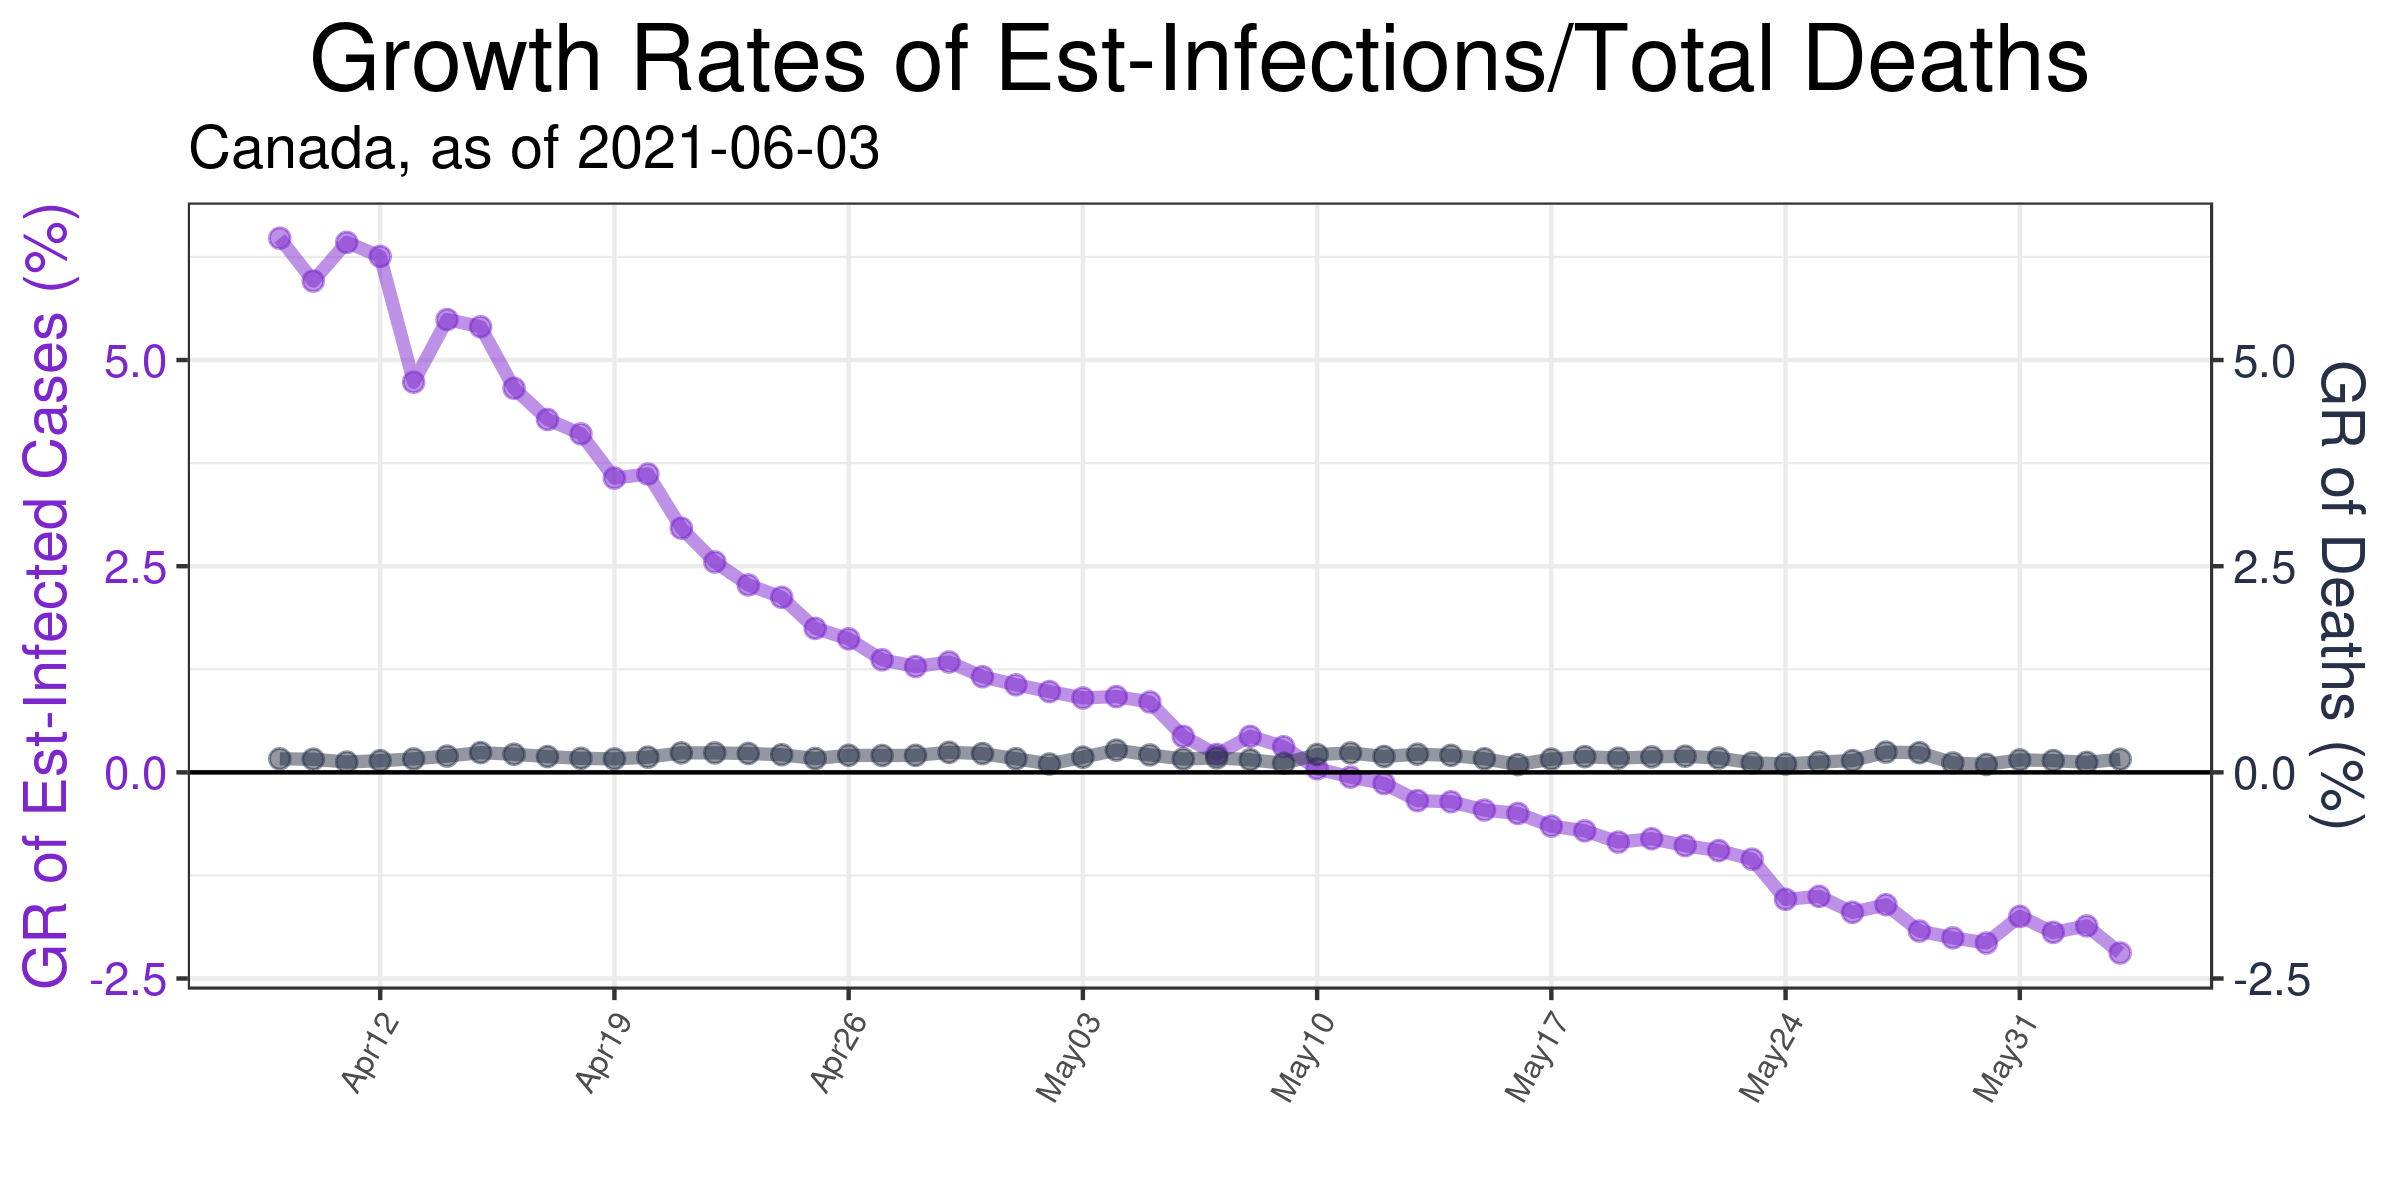 Growth Rates of Est-Infections/Total Deaths
Canada, as of 2021-06-03
GR of Est-Infected Cases (%)
5.0
2.5
0.0
-2.5
5.0
2.5
0.0
-2.5
GR of Deaths (%)
Apr12
Apr19
Apr26
May03
May10
May17
May24
May31